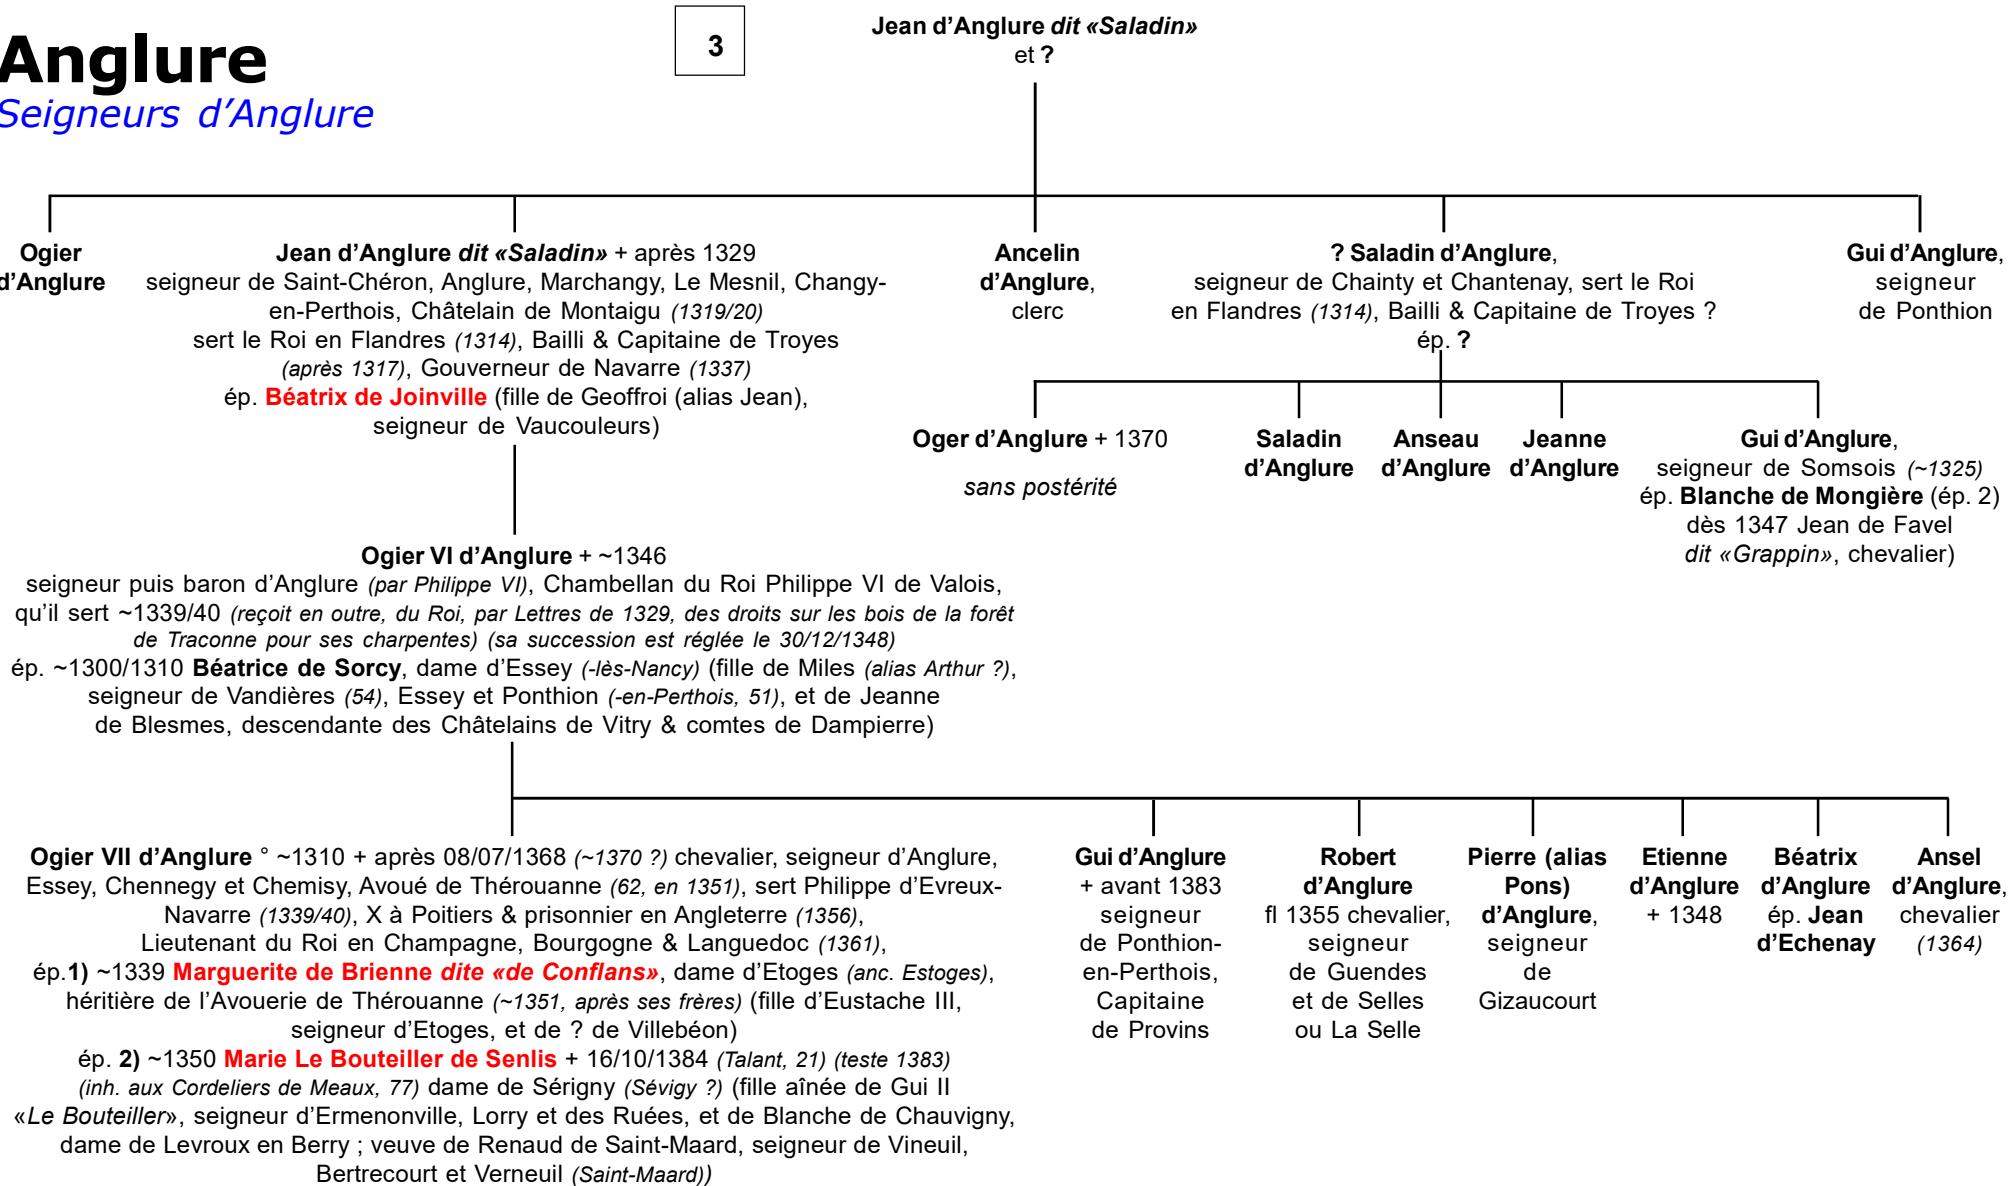 Anglure
Seigneurs d’Anglure
3
Jean d’Anglure dit «Saladin»
et ?
Ogier
d’Anglure
Jean d’Anglure dit «Saladin» + après 1329
seigneur de Saint-Chéron, Anglure, Marchangy, Le Mesnil, Changy-
en-Perthois, Châtelain de Montaigu (1319/20)
sert le Roi en Flandres (1314), Bailli & Capitaine de Troyes
(après 1317), Gouverneur de Navarre (1337)
ép. Béatrix de Joinville (fille de Geoffroi (alias Jean),
seigneur de Vaucouleurs)
Ancelin
d’Anglure,
clerc
? Saladin d’Anglure,
seigneur de Chainty et Chantenay, sert le Roi
en Flandres (1314), Bailli & Capitaine de Troyes ?
ép. ?
Gui d’Anglure,
seigneur
de Ponthion
Oger d’Anglure + 1370
sans postérité
Saladin
d’Anglure
Anseau
d’Anglure
Jeanne
d’Anglure
Gui d’Anglure,
seigneur de Somsois (~1325)
ép. Blanche de Mongière (ép. 2)
dès 1347 Jean de Favel
dit «Grappin», chevalier)
Ogier VI d’Anglure + ~1346
seigneur puis baron d’Anglure (par Philippe VI), Chambellan du Roi Philippe VI de Valois,
qu’il sert ~1339/40 (reçoit en outre, du Roi, par Lettres de 1329, des droits sur les bois de la forêt
de Traconne pour ses charpentes) (sa succession est réglée le 30/12/1348)
ép. ~1300/1310 Béatrice de Sorcy, dame d’Essey (-lès-Nancy) (fille de Miles (alias Arthur ?),
seigneur de Vandières (54), Essey et Ponthion (-en-Perthois, 51), et de Jeanne
de Blesmes, descendante des Châtelains de Vitry & comtes de Dampierre)
Ogier VII d’Anglure ° ~1310 + après 08/07/1368 (~1370 ?) chevalier, seigneur d’Anglure,
Essey, Chennegy et Chemisy, Avoué de Thérouanne (62, en 1351), sert Philippe d’Evreux-
Navarre (1339/40), X à Poitiers & prisonnier en Angleterre (1356),
Lieutenant du Roi en Champagne, Bourgogne & Languedoc (1361),
ép.1) ~1339 Marguerite de Brienne dite «de Conflans», dame d’Etoges (anc. Estoges),
héritière de l’Avouerie de Thérouanne (~1351, après ses frères) (fille d’Eustache III,
seigneur d’Etoges, et de ? de Villebéon)
ép. 2) ~1350 Marie Le Bouteiller de Senlis + 16/10/1384 (Talant, 21) (teste 1383)
(inh. aux Cordeliers de Meaux, 77) dame de Sérigny (Sévigy ?) (fille aînée de Gui II
«Le Bouteiller», seigneur d’Ermenonville, Lorry et des Ruées, et de Blanche de Chauvigny,
dame de Levroux en Berry ; veuve de Renaud de Saint-Maard, seigneur de Vineuil,
Bertrecourt et Verneuil (Saint-Maard))
Gui d’Anglure
+ avant 1383
seigneur
de Ponthion-
en-Perthois,
Capitaine
de Provins
Robert
d’Anglure
fl 1355 chevalier,
seigneur
de Guendes
et de Selles
ou La Selle
Pierre (alias
Pons)
d’Anglure,
seigneur
de
Gizaucourt
Etienne
d’Anglure
+ 1348
Béatrix
d’Anglure
ép. Jean
d’Echenay
Ansel
d’Anglure,
chevalier
(1364)